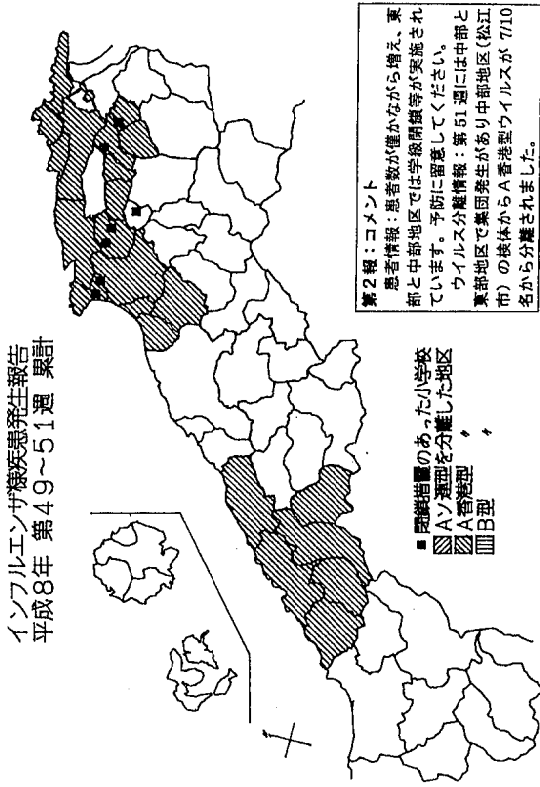 インフルエンザ様疾患発生報告
平成8年 第49～51週 累計
■ 閉鎖措置のあった小学校
Aソ連型を分離した地区
A香港型 〃
B型 〃
第2報：コメント
患者情報：患者数が僅かながら増え、東
部と中部地区では学級閉鎖等が実施され
ています。予防に留意してください。
ウイルス分離情報：第51週には中部と
東部地区で集団発生があり中部地区(松江
市)の検体からA香港型ウイルスが 7/10
名から分離されました。